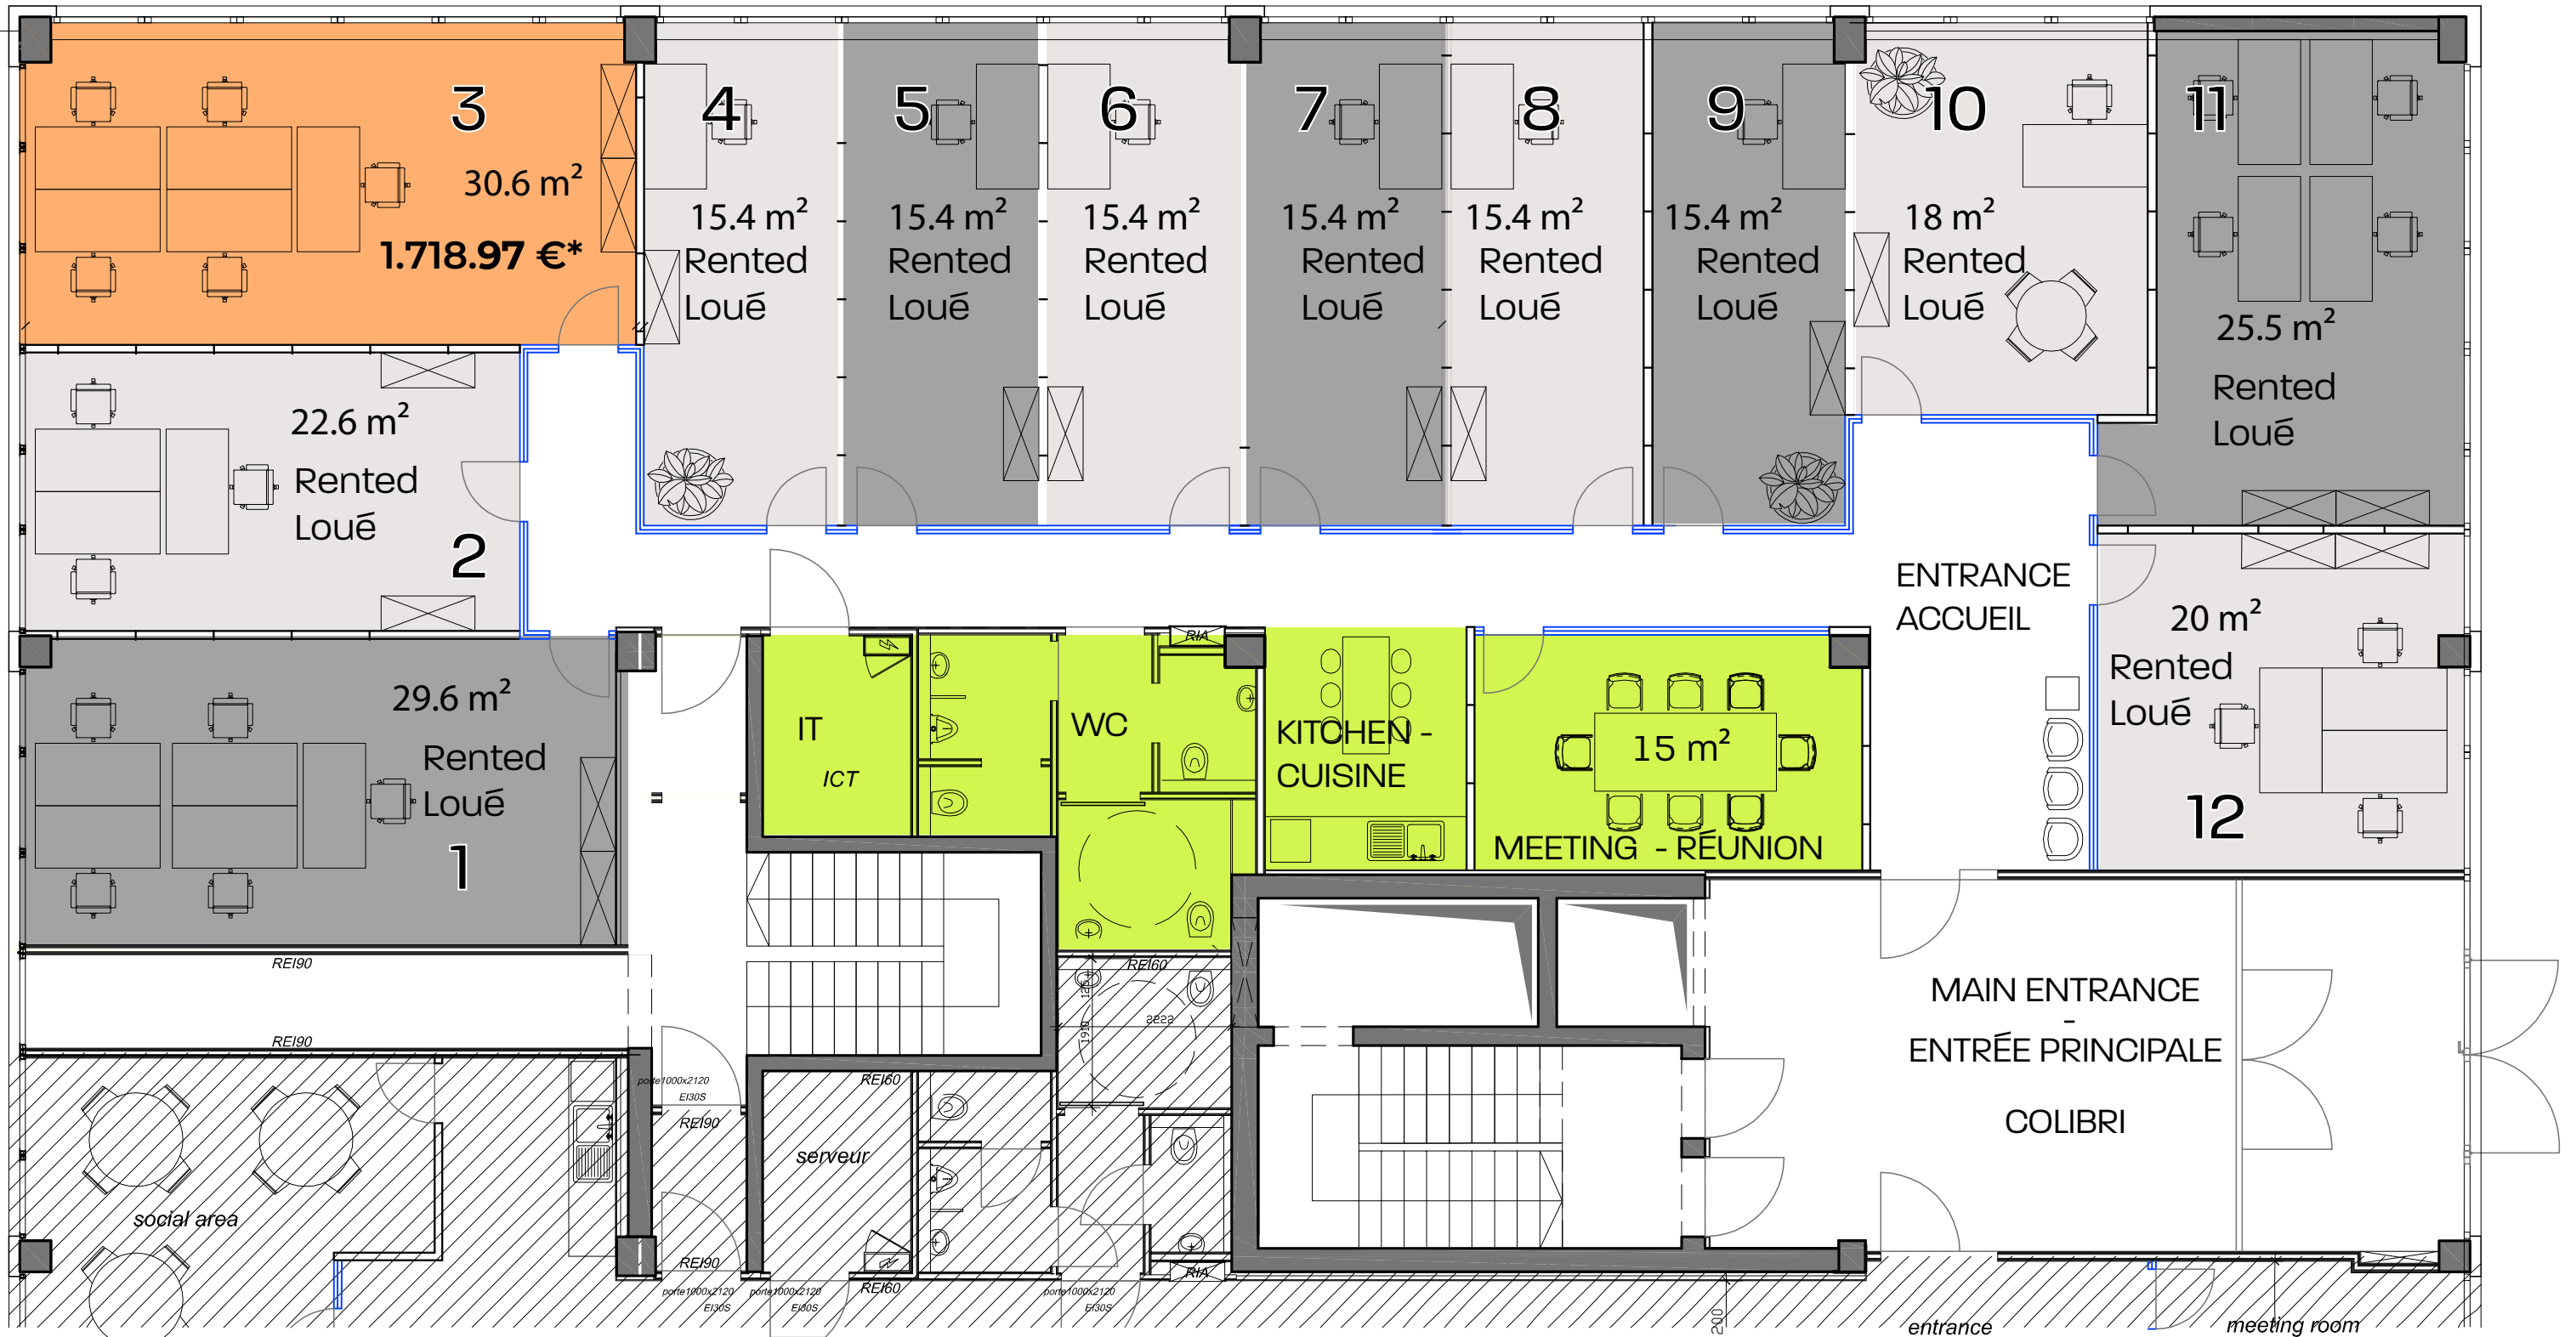 3
30.6 m²
1.718.97 €*
4
15.4 m²
Rented
Loué
5
15.4 m²
Rented
Loué
6
15.4 m²
Rented
Loué
7
15.4 m²
Rented
Loué
8
15.4 m²
Rented
Loué
9
15.4 m²
Rented
Loué
10
18 m²
Rented
Loué
11
25.5 m²
Rented
Loué
22.6 m²
Rented
Loué
2
ENTRANCE
ACCUEIL
20 m²
Rented
Loué
12
29.6 m²
Rented
Loué
1
IT
ICT
WC
RIA
KITCHEN -
CUISINE
15 m²
MEETING - RÉUNION
REI90
REI90
REI60
1910
2222
MAIN ENTRANCE
-
ENTRÉE PRINCIPALE
COLIBRI
porte1000x2120
EI30S
REI90
REI60
serveur
social area
REI90
REI60
RIA
porte1000x2120
EI30S
porte1000x2120
EI30S
porte1000x2120
EI30S
200
entrance
meeting room